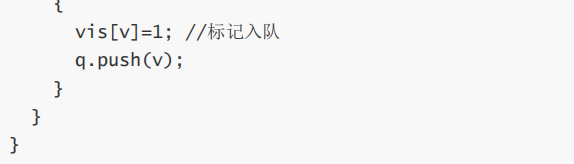 {
vis[v]=1; //标记入队
q.push(v);
}
}
}